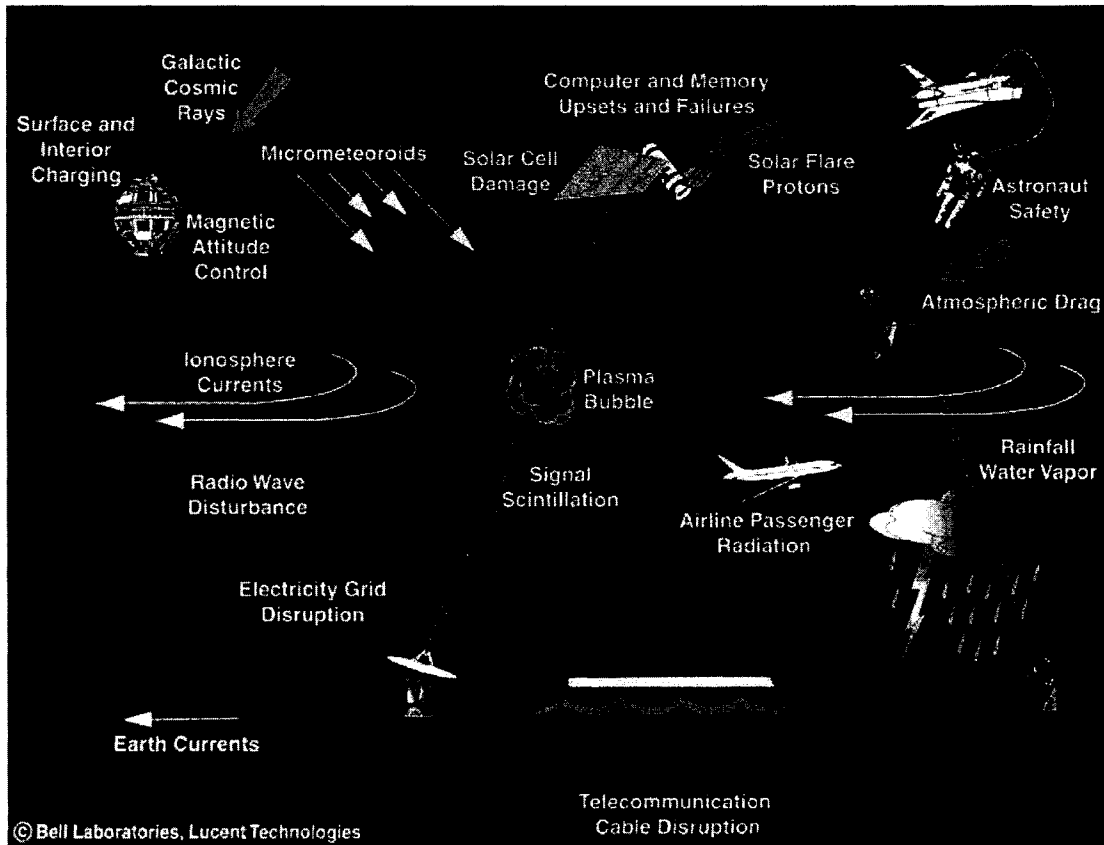 Galactic
Cosmic
Rays
Surface and
Interior
Charging
Micrometeoroids
Magnetic
Attitude
Control
Computer and Memory
Upsets and Failures
Solar Cell
Damage
Solar Flare
Protons
Astronaut
Safety
Atmospheric Drag
Ionosphere
Currents
Plasma
Bubble
Radio Wave
Disturbance
Signal
Scintillation
Airline Passenger
Radiation
Rainfall
Water Vapor
Electricity Grid
Disruption
Earth Currents
Telecommunication
Cable Disruption
© Bell Laboratories, Lucent Technologies